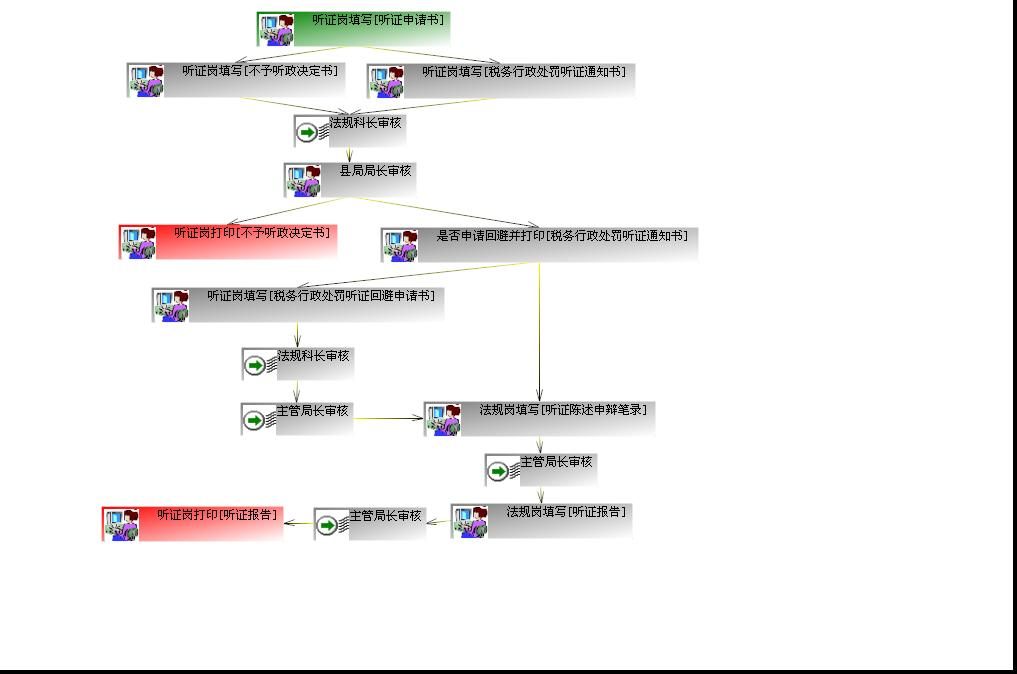 听证岗填写[听证申请书]
听证岗填写[不予听政决定书]
听证岗填写[税务行政处罚听证通知书]
法规科长审核
县局局长审核
听证岗打印[不予听政决定书]
是否申请回避并打印[税务行政处罚听证通知书]
听证岗填写[税务行政处罚听证回避申请书]
法规科长审核
主管局长审核
法规岗填写[听证陈述申辩笔录]
主管局长审核
听证岗打印[听证报告]
主管局长审核
法规岗填写[听证报告]